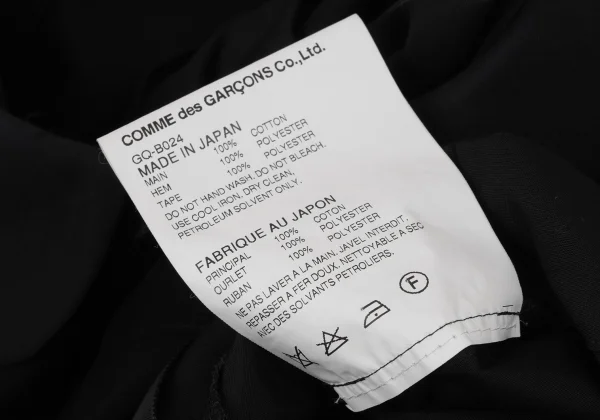 COMME des GARÇONS Co.,Ltd.
GQ-B024
MADE IN JAPAN
MAIN 100% COTTON
HEM 100% POLYESTER
TAPE 100% POLYESTER
DO NOT HAND WASH. DO NOT BLEACH.
USE COOL IRON. DRY CLEAN,
PETROLEUM SOLVENT ONLY.
FABRIQUE AU JAPON
PRINCIPAL 100% COTON
OURLET 100% POLYESTER
RUBAN 100% POLYESTER
NE PAS LAVER A LA MAIN. JAVEL INTERDIT.
REPASSER A FER DOUX. NETTOYABLE A SEC
AVEC DES SOLVANTS PETROLIERS.
F